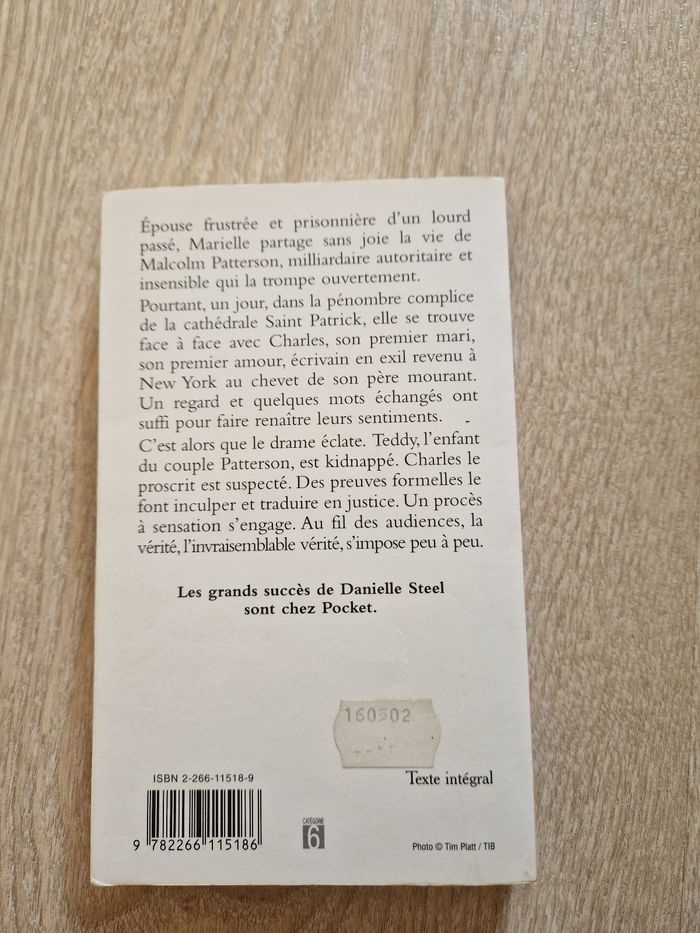 Épouse frustrée et prisonnière d'un lourd
passé, Marielle partage sans joie la vie de
Malcolm Patterson, milliardaire autoritaire et
insensible qui la trompe ouvertement.
Pourtant, un jour, dans la pénombre complice
de la cathédrale Saint Patrick, elle se trouve
face à face avec Charles, son premier mari,
son premier amour, écrivain en exil revenu à
New York au chevet de son père mourant.
Un regard et quelques mots échangés ont
suffi pour faire renaître leurs sentiments.
C'est alors que le drame éclate. Teddy, l'enfant
du couple Patterson, est kidnappé. Charles le
proscrit est suspecté. Des preuves formelles le
font inculper et traduire en justice. Un procès
à sensation s'engage. Au fil des audiences, la
vérité, l'invraisemblable vérité, s'impose peu à peu.
Les grands succès de Danielle Steel
sont chez Pocket.
160502
ISBN 2-266-11518-9
Texte intégral
9 782266 115186
CATÉGORIE
6
Photo © Tim Platt / TIB